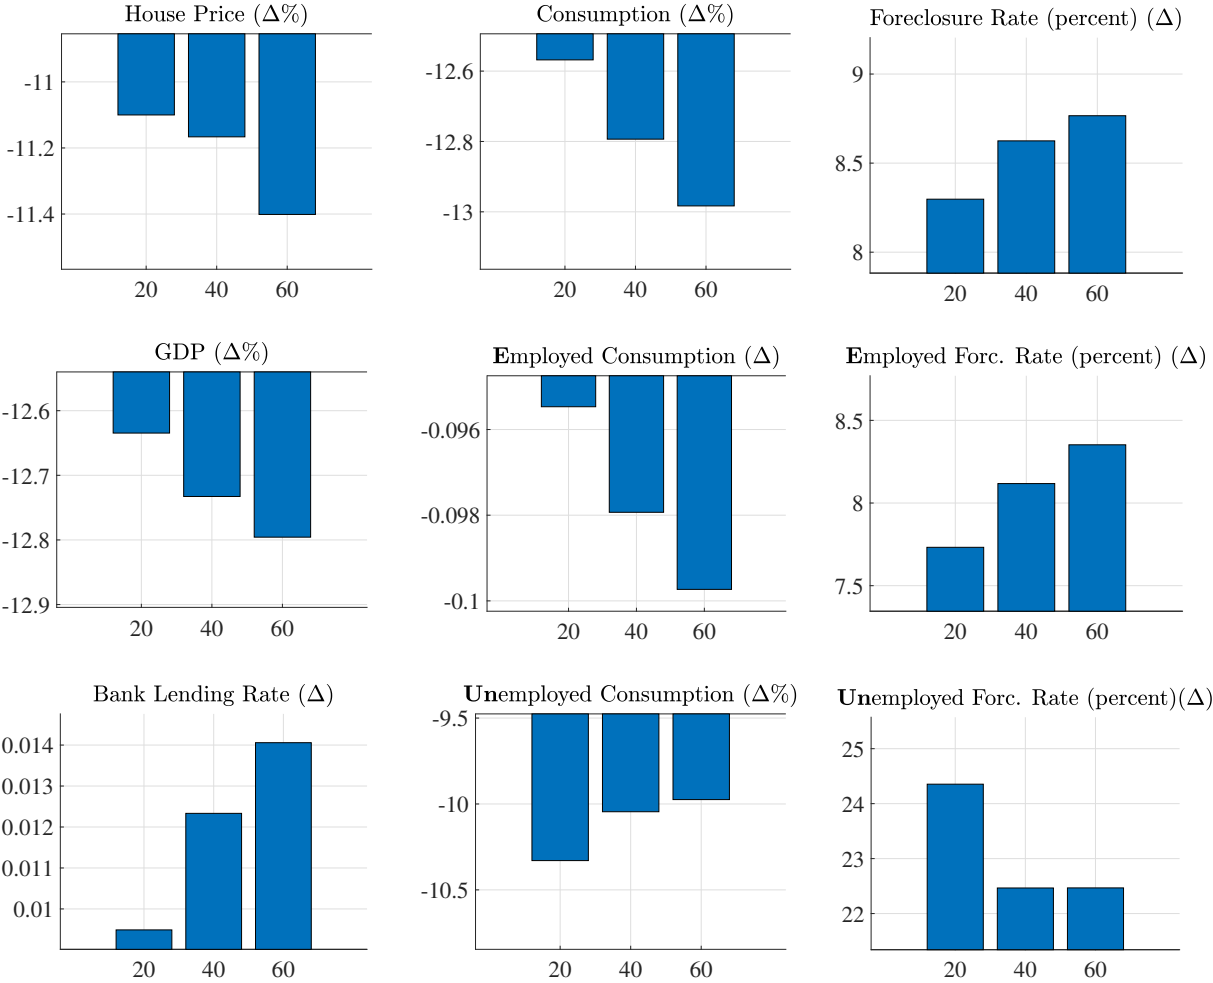 House Price (Δ%)
-11
-11.2
-11.4
20 40 60
Consumption (Δ%)
-12.6
-12.8
-13
20 40 60
Foreclosure Rate (percent) (Δ)
9
8.5
8
20 40 60
GDP (Δ%)
-12.6
-12.7
-12.8
-12.9
20 40 60
Employed Consumption (Δ)
-0.096
-0.098
-0.1
20 40 60
Employed Forc. Rate (percent) (Δ)
8.5
8
7.5
20 40 60
Bank Lending Rate (Δ)
0.014
0.013
0.012
0.011
0.01
20 40 60
Unemployed Consumption (Δ%)
-9.5
-10
-10.5
20 40 60
Unemployed Forc. Rate (percent)(Δ)
25
24
23
22
20 40 60